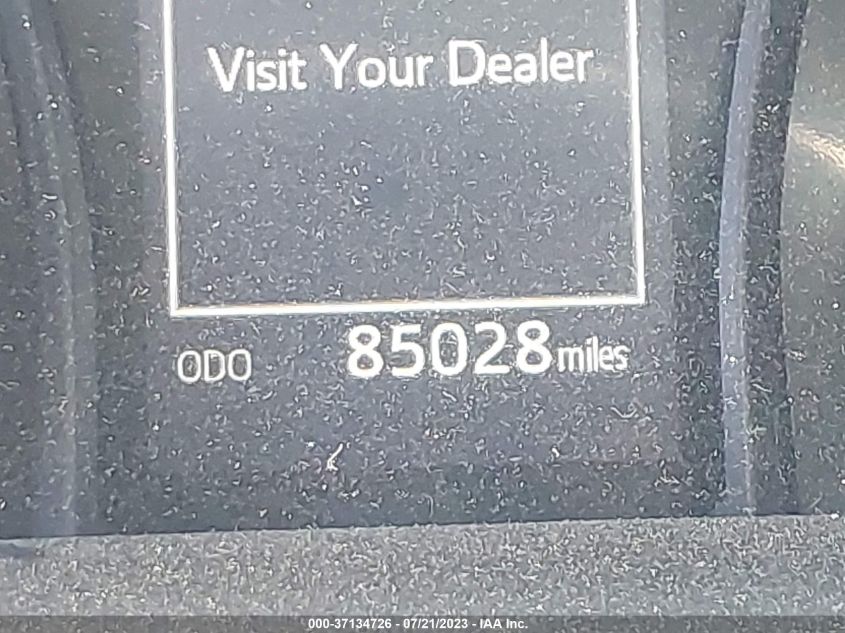 Visit Your Dealer
ODO 85028 miles
000-37134726 - 07/21/2023 - IAA Inc.